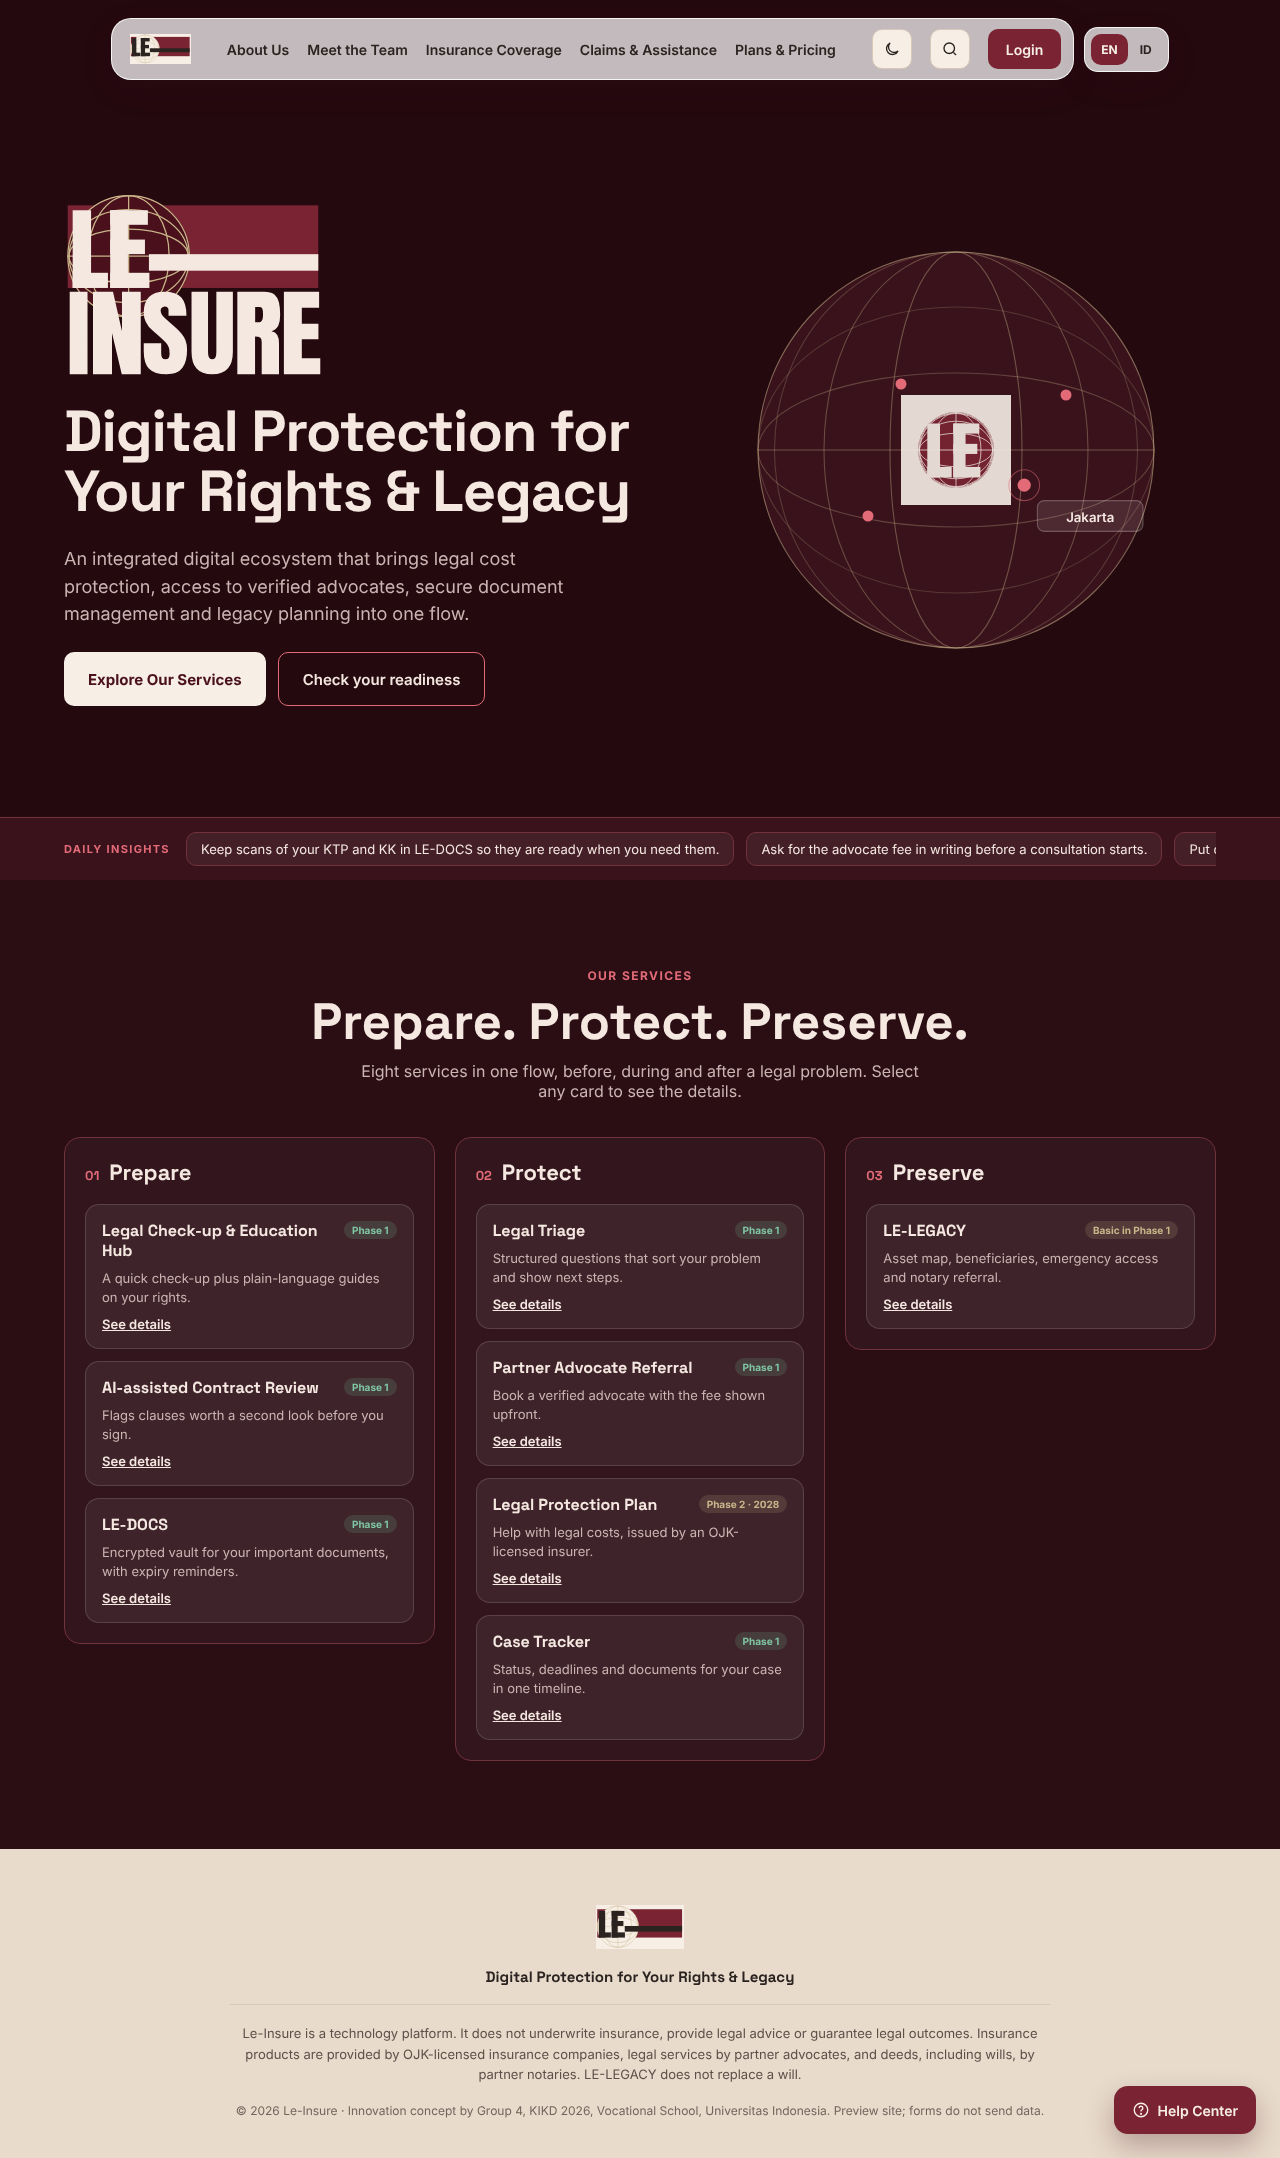 LE
About Us
Meet the Team
Insurance Coverage
Claims & Assistance
Plans & Pricing
Login
EN
ID
LE
INSURE
Digital Protection for
Your Rights & Legacy
An integrated digital ecosystem that brings legal cost
protection, access to verified advocates, secure document
management and legacy planning into one flow.
Explore Our Services
Check your readiness
LE
Jakarta
DAILY INSIGHTS
Keep scans of your KTP and KK in LE-DOCS so they are ready when you need them.
Ask for the advocate fee in writing before a consultation starts.
Put
OUR SERVICES
Prepare. Protect. Preserve.
Eight services in one flow, before, during and after a legal problem. Select
any card to see the details.
01 Prepare
Legal Check-up & Education
Hub
Phase 1
A quick check-up plus plain-language guides
on your rights.
See details
AI-assisted Contract Review
Phase 1
Flags clauses worth a second look before you
sign.
See details
LE-DOCS
Phase 1
Encrypted vault for your important documents,
with expiry reminders.
See details
02 Protect
Legal Triage
Phase 1
Structured questions that sort your problem
and show next steps.
See details
Partner Advocate Referral
Phase 1
Book a verified advocate with the fee shown
upfront.
See details
Legal Protection Plan
Phase 2 · 2028
Help with legal costs, issued by an OJK-
licensed insurer.
See details
Case Tracker
Phase 1
Status, deadlines and documents for your case
in one timeline.
See details
03 Preserve
LE-LEGACY
Basic in Phase 1
Asset map, beneficiaries, emergency access
and notary referral.
See details
LE
Digital Protection for Your Rights & Legacy
Le-Insure is a technology platform. It does not underwrite insurance, provide legal advice or guarantee legal outcomes. Insurance
products are provided by OJK-licensed insurance companies, legal services by partner advocates, and deeds, including wills, by
partner notaries. LE-LEGACY does not replace a will.
© 2026 Le-Insure · Innovation concept by Group 4, KIKD 2026, Vocational School, Universitas Indonesia. Preview site; forms do not send data.
Help Center